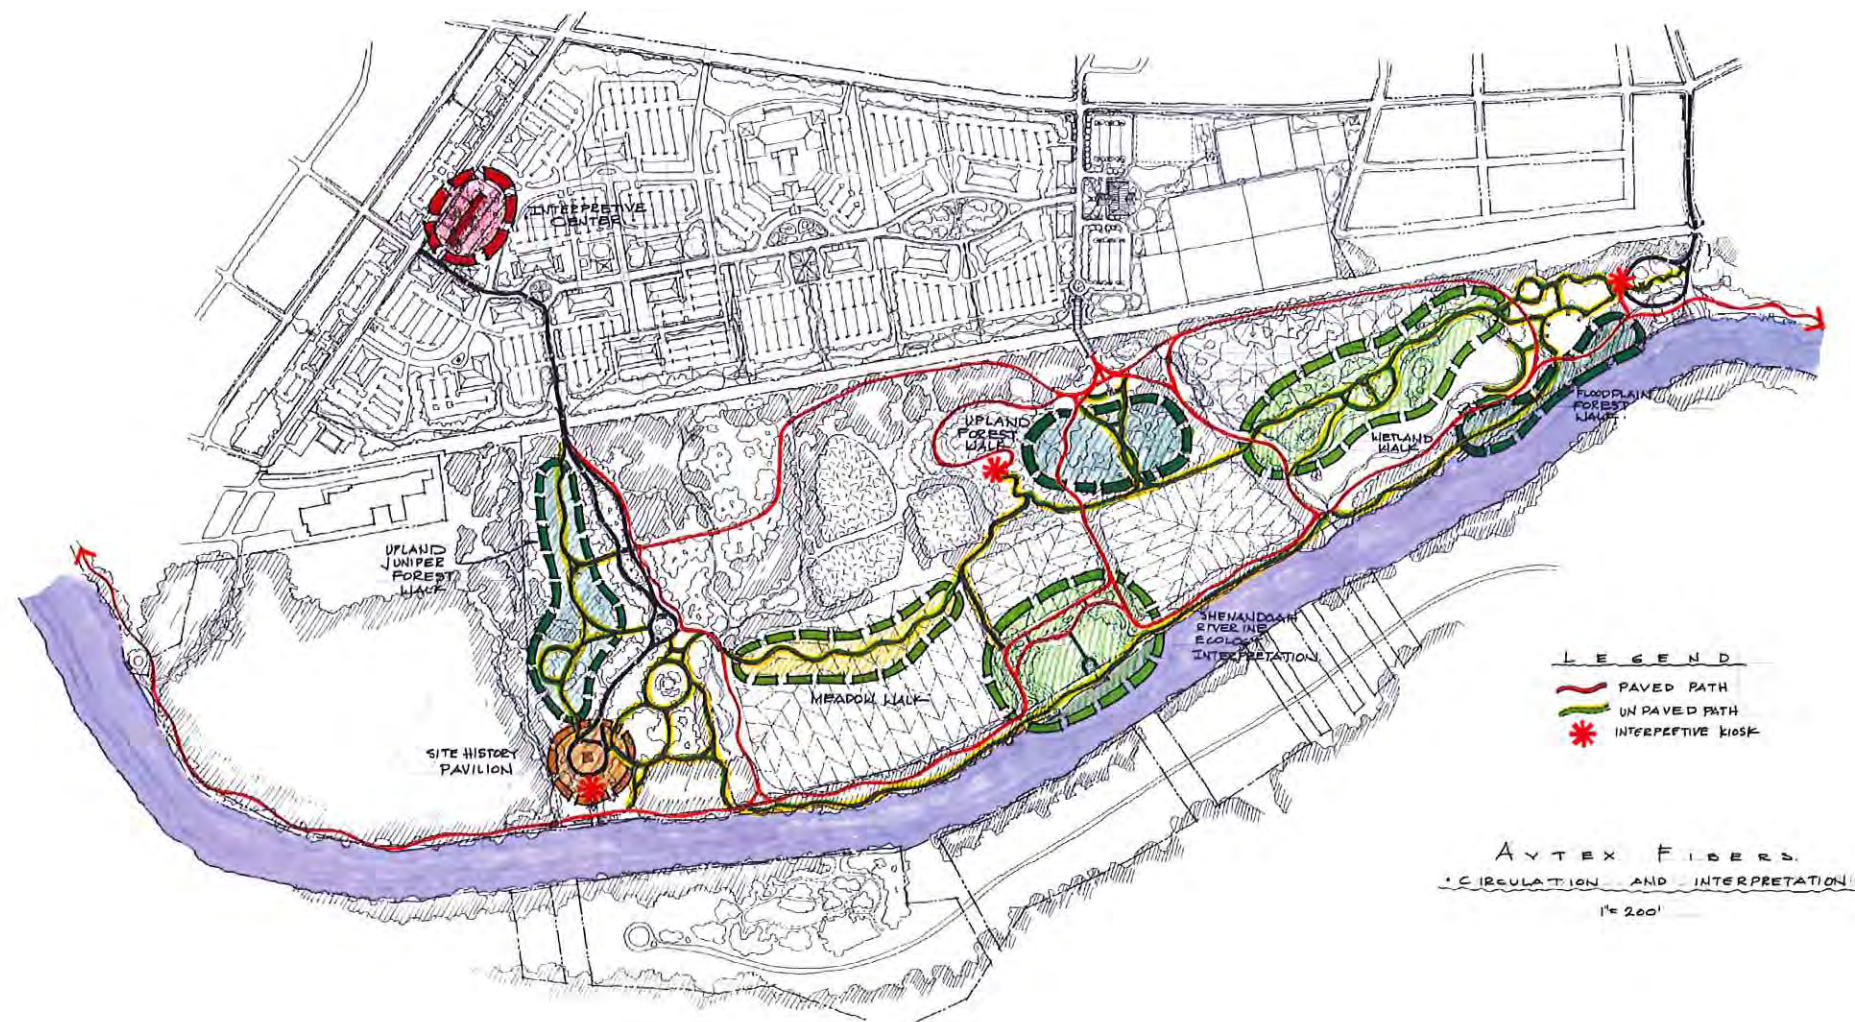 INTERPRETIVE
CENTER
UPLAND
FOREST
WALK
FLOODPLAIN
FOREST
WALK
WETLAND
WALK
UPLAND
JUNIPER
FOREST
WALK
SHENANDOAH
RIVERINE
ECOLOGY
INTERPRETATION
MEADOW WALK
SITE HISTORY
PAVILION
LEGEND
PAVED PATH
UNPAVED PATH
INTERPRETIVE KIOSK
AVTEX FIBERS
• CIRCULATION AND INTERPRETATION
1"= 200'